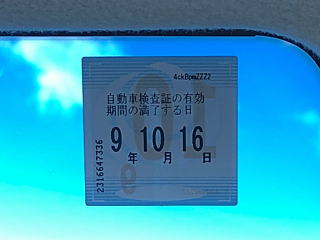 4ckBpmZZZ2
自動車検査証の有効
期間の満了する日
9 10 16
年 月 日
2316647336